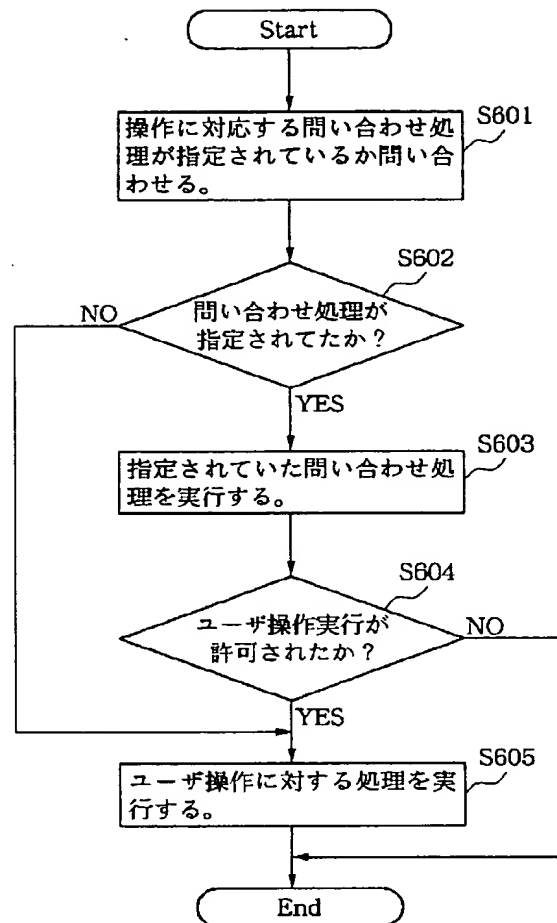 Start
S601
操作に対応する問い合わせ処
理が指定されているか問い合
わせる。
S602
NO
問い合わせ処理が
指定されてたか？
YES
S603
指定されていた問い合わせ処
理を実行する。
S604
ユーザ操作実行が
許可されたか？
NO
YES
S605
ユーザ操作に対する処理を実
行する。
End